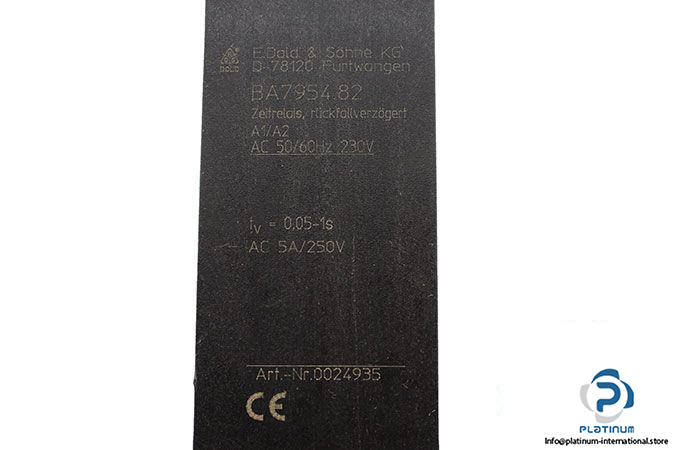 DOLD
E.Dold & Söhne KG
D-78120 Furtwangen
BA7954.82
Zeitrelais, rückfallverzögert
A1/A2
AC 50/60Hz 230V
tv = 0,05-1s
AC 5A/250V
Art.-Nr.0024935
CE
PLATINUM
Info@platinum-international.store